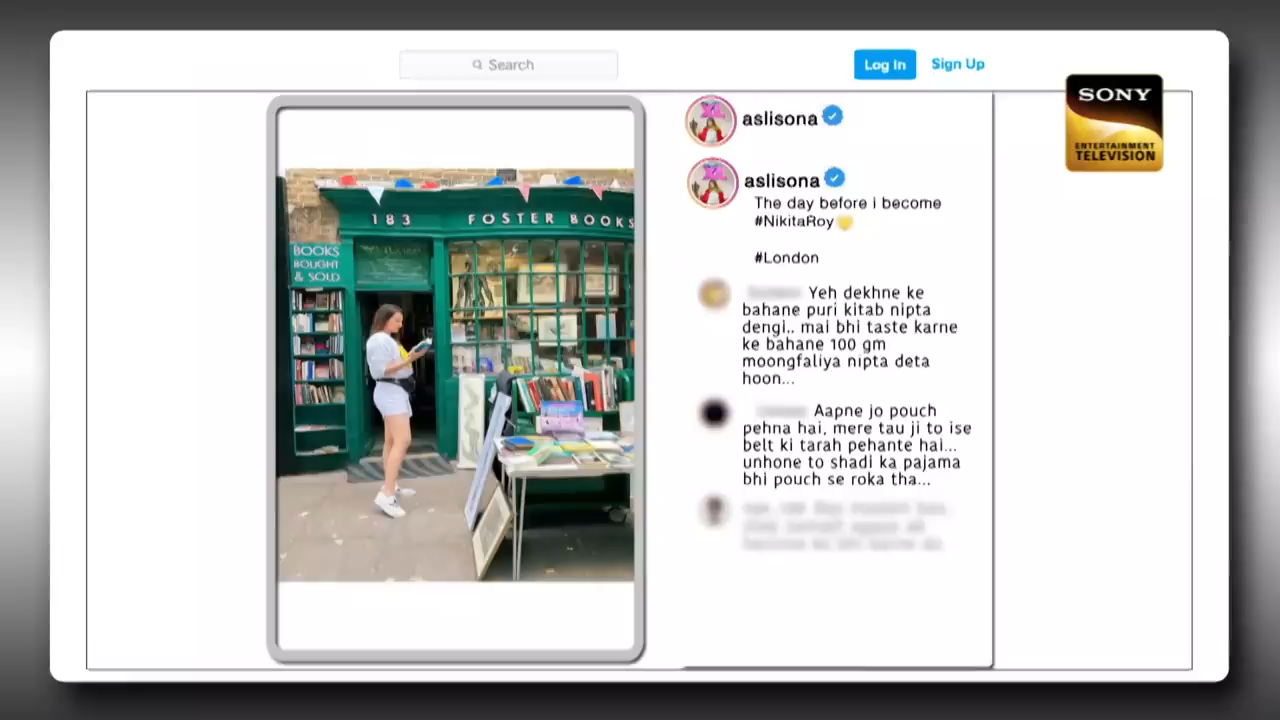 Search
Log In
Sign Up
SONY
ENTERTAINMENT
TELEVISION
aslisona
aslisona
The day before i become
#NikitaRoy
#London
Yeh dekhne ke
bahane puri kitab nipta
dengi.. mai bhi taste karne
ke bahane 100 gm
moongfaliya nipta deta
hoon...
Aapne jo pouch
pehna hai, mere tau ji to ise
belt ki tarah pehante hai...
unhone to shadi ka pajama
bhi pouch se roka tha...
183 FOSTER BOOKS
BOOKS
BOUGHT
& SOLD
XL